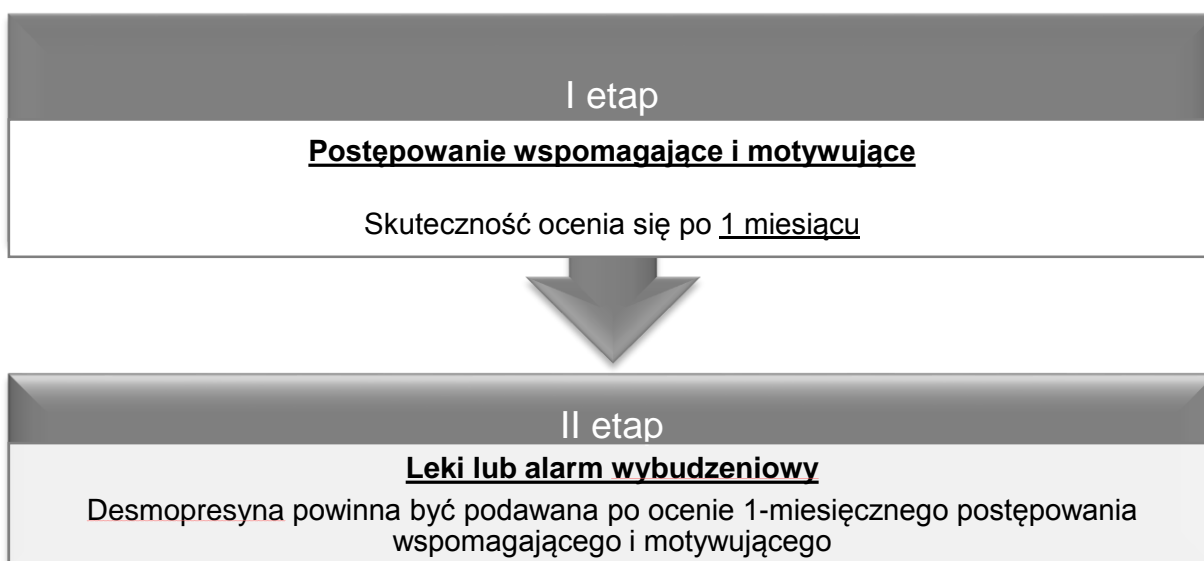 I etap
Postępowanie wspomagające i motywujące
Skuteczność ocenia się po 1 miesiącu
II etap
Leki lub alarm wybudzeniowy
Desmopresyna powinna być podawana po ocenie 1-miesięcznego postępowania
wspomagającego i motywującego